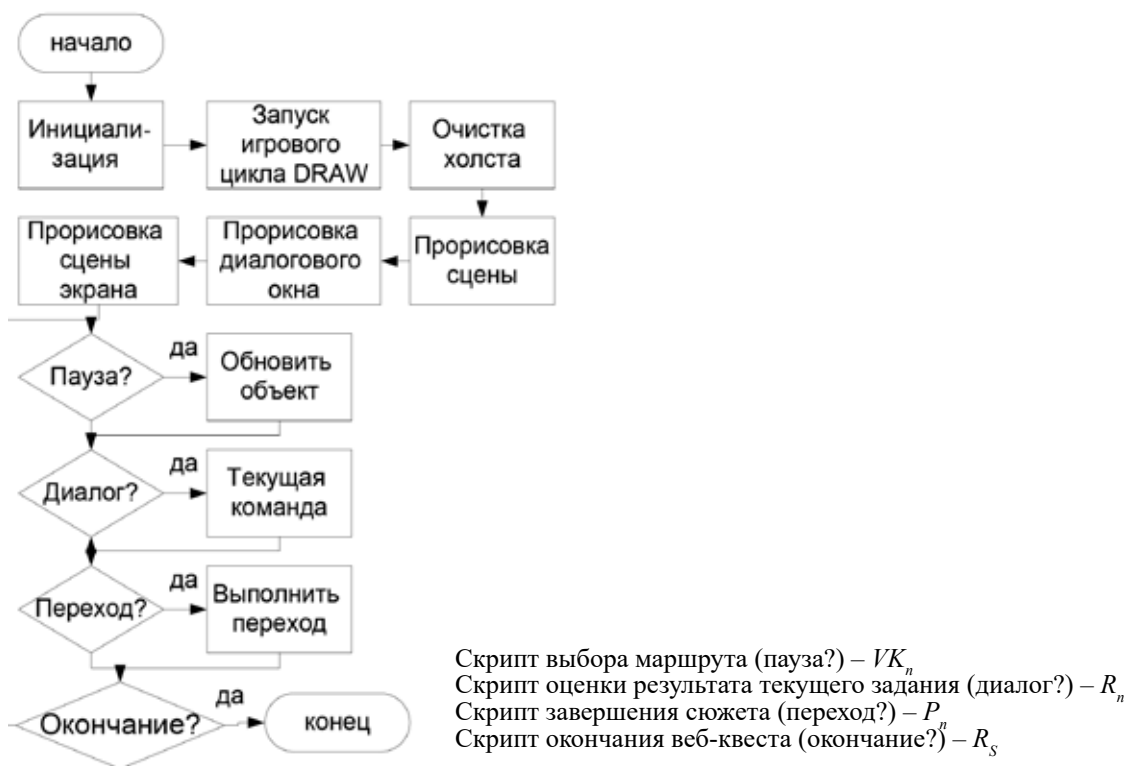 начало
Инициали-
зация
Запуск
игрового
цикла DRAW
Очистка
холста
Прорисовка
сцены
экрана
Прорисовка
диалогового
окна
Прорисовка
сцены
Пауза?
да
Обновить
объект
Диалог?
да
Текущая
команда
Переход?
да
Выполнить
переход
Окончание?
да
конец
Скрипт выбора маршрута (пауза?) – VKn
Скрипт оценки результата текущего задания (диалог?) – Rn
Скрипт завершения сюжета (переход?) – Pn
Скрипт окончания веб-квеста (окончание?) – RS